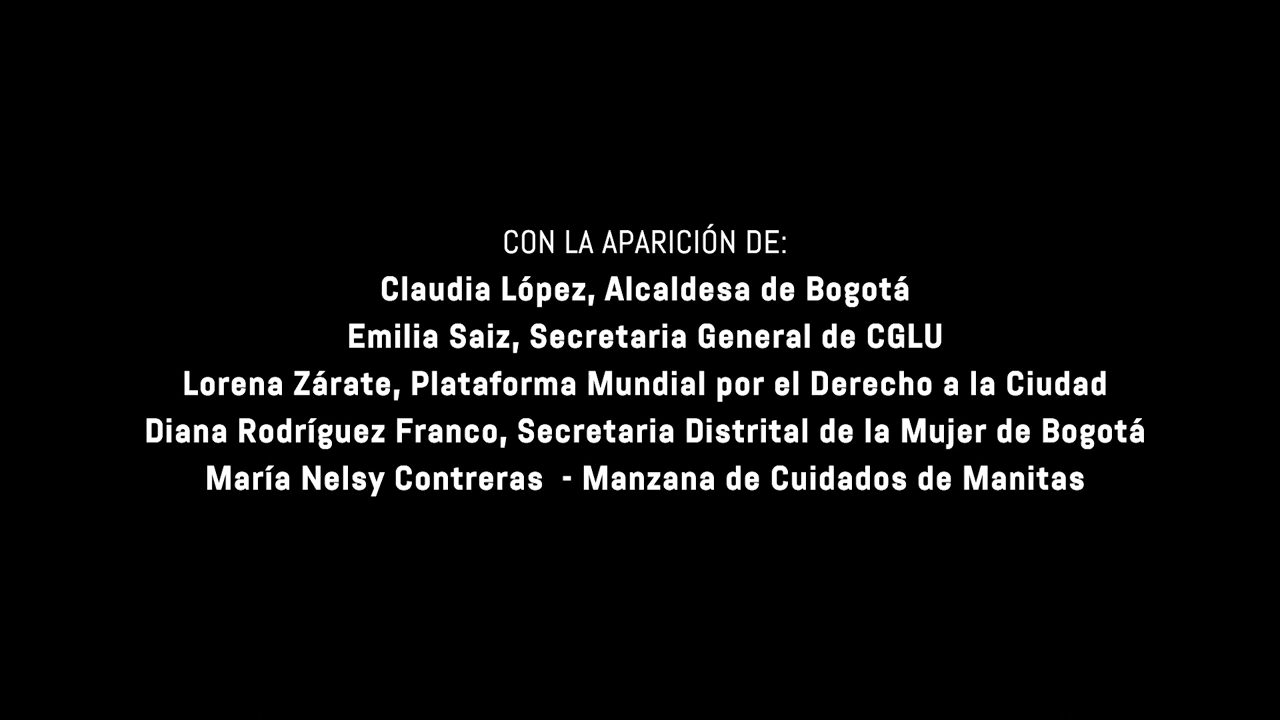 CON LA APARICIÓN DE:
Claudia López, Alcaldesa de Bogotá
Emilia Saiz, Secretaria General de CGLU
Lorena Zárate, Plataforma Mundial por el Derecho a la Ciudad
Diana Rodríguez Franco, Secretaria Distrital de la Mujer de Bogotá
María Nelsy Contreras - Manzana de Cuidados de Manitas